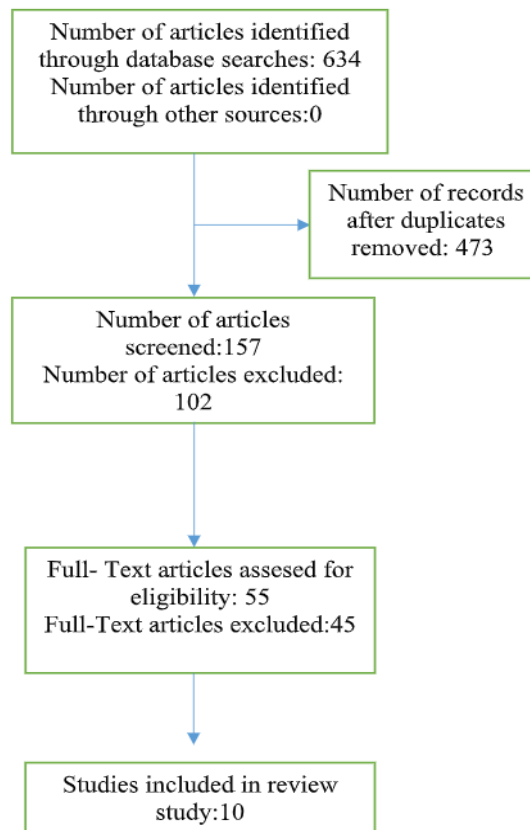 Number of articles identified
through database searches: 634
Number of articles identified
through other sources:0
Number of records
after duplicates
removed: 473
Number of articles
screened:157
Number of articles excluded:
102
Full- Text articles assesed for
eligibility: 55
Full-Text articles excluded:45
Studies included in review
study:10